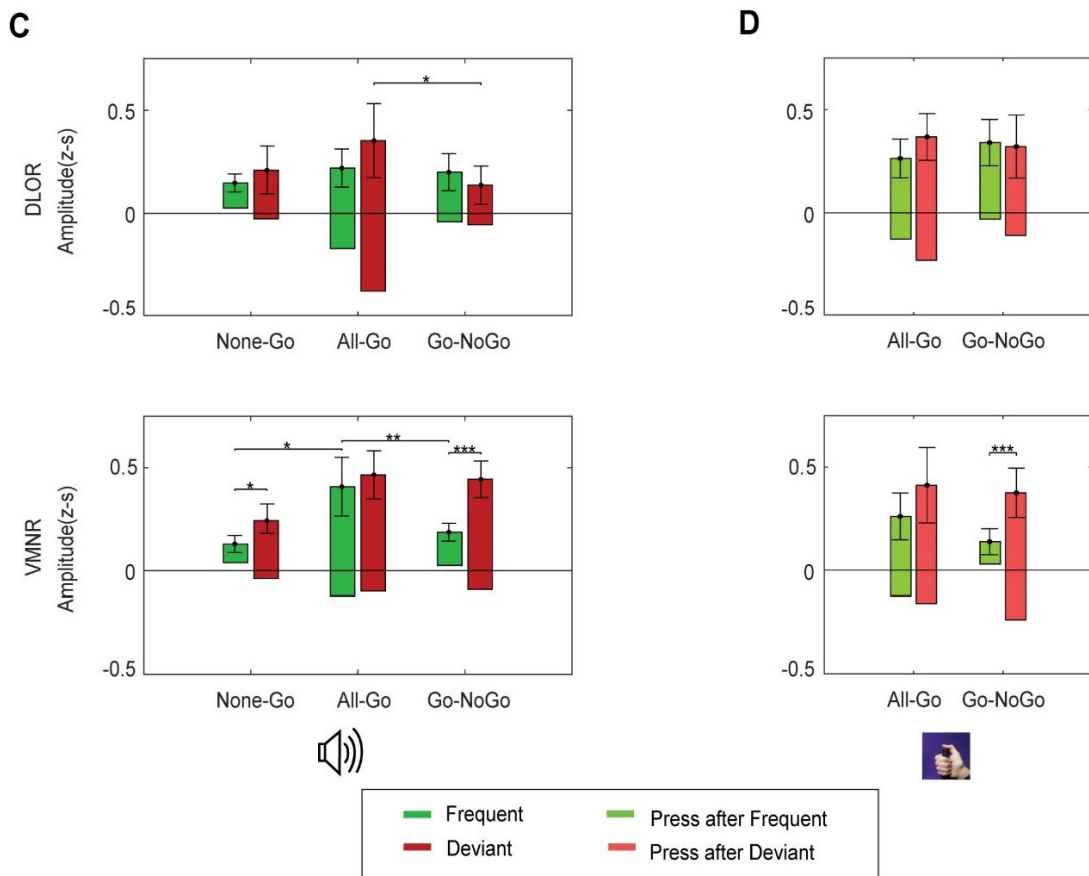 C
D
DLOR
Amplitude(z-s)
0.5
0
-0.5
*
None-Go
All-Go
Go-NoGo
0.5
0
-0.5
All-Go
Go-NoGo
VMNR
Amplitude(z-s)
0.5
0
-0.5
*
*
**
***
None-Go
All-Go
Go-NoGo
0.5
0
-0.5
***
All-Go
Go-NoGo
Frequent
Press after Frequent
Deviant
Press after Deviant